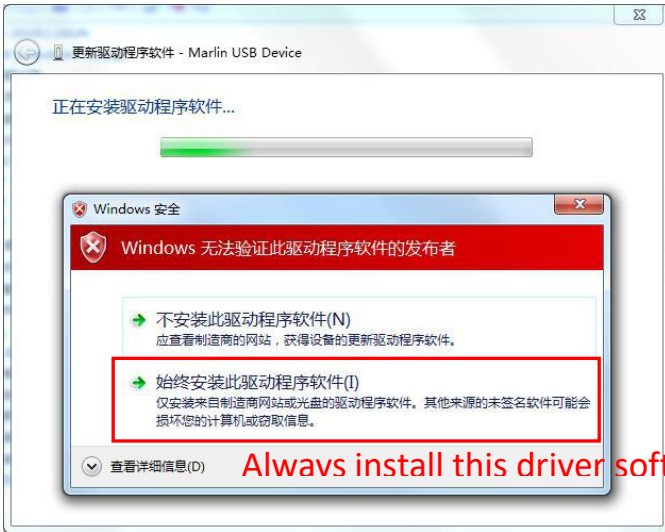 更新驱动程序软件 - Marlin USB Device
正在安装驱动程序软件...
Windows 安全
Windows 无法验证此驱动程序软件的发布者
不安装此驱动程序软件(N)
应查看制造商的网站，获得设备的更新驱动程序软件。
始终安装此驱动程序软件(I)
仅安装来自制造商网站或光盘的驱动程序软件。其他来源的未签名软件可能会
损坏您的计算机或窃取信息。
查看详细信息(D)
Always install this driver soft